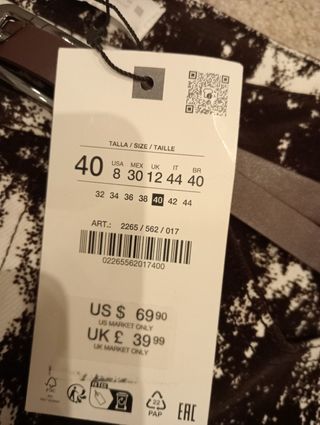 TALLA / SIZE / TAILLE
USA MEX UK IT BR
40 8 30 12 44 40
32 34 36 38 40 42 44
ART.: 2265 / 562 / 017
02265562017400
US $ 69.90
US MARKET ONLY
UK £ 39.99
UK MARKET ONLY
FSC
22
PAP
EAC